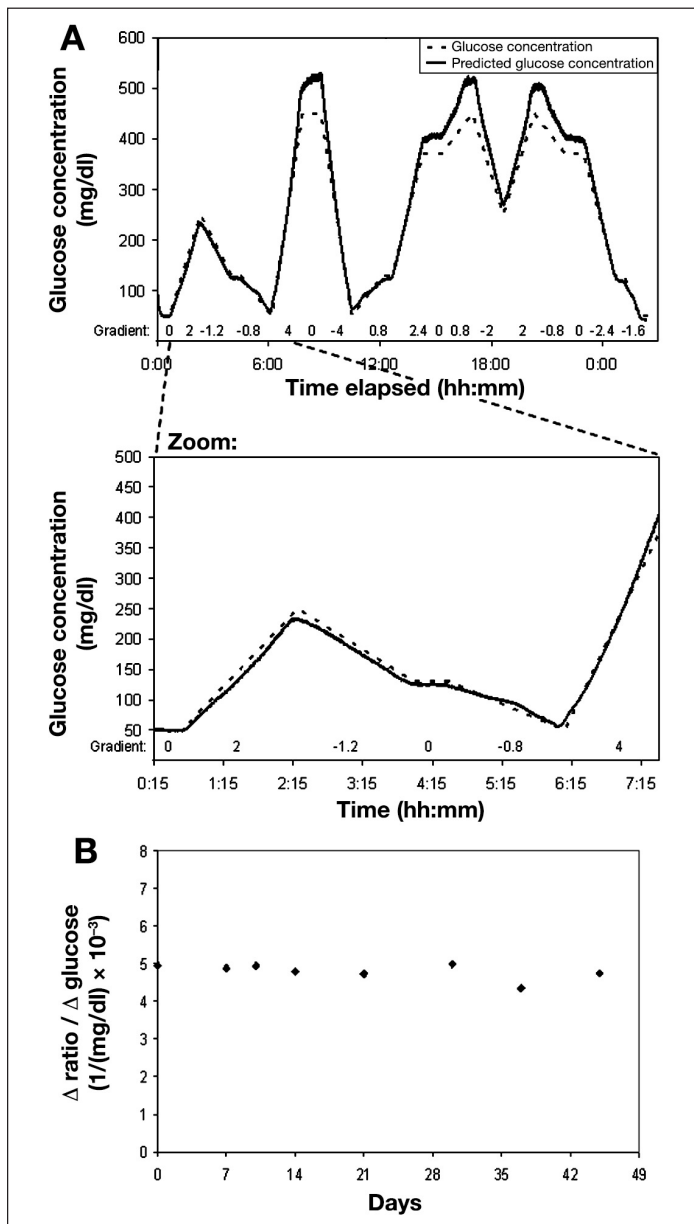 A
Glucose concentration
(mg/dl)
600
500
400
300
200
100
Glucose concentration
Predicted glucose concentration
Gradient: 0 2 -1.2 -0.8 4 0 -4 0.8 2.4 0 0.8 -2 2 -0.8 0 -2.4 -1.6
0:00 6:00 12:00 18:00 0:00
Time elapsed (hh:mm)
Zoom:
Glucose concentration
(mg/dl)
500
450
400
350
300
250
200
150
100
50
Gradient: 0 2 -1.2 0 -0.8 4
0:15 1:15 2:15 3:15 4:15 5:15 6:15 7:15
Time (hh:mm)
B
Δ ratio / Δ glucose
(1/(mg/dl) × 10⁻³)
8
7
6
5
4
3
2
1
0
0 7 14 21 28 35 42 49
Days